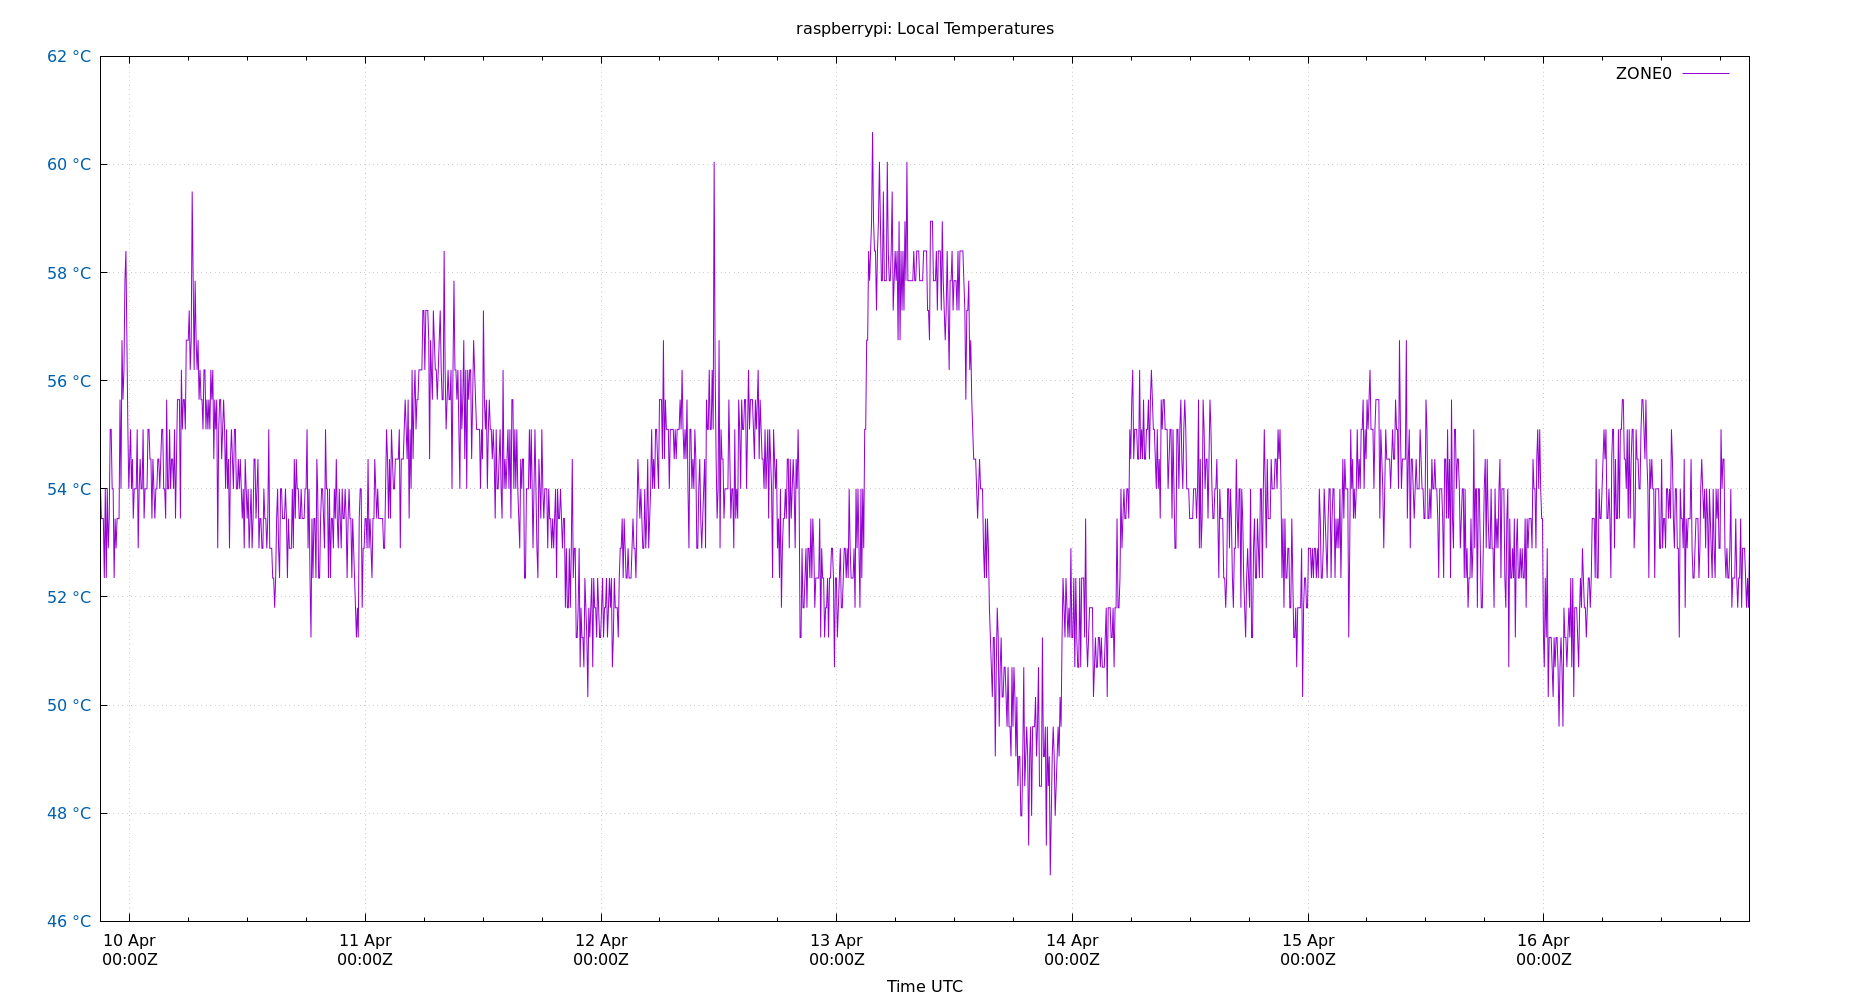 raspberrypi: Local Temperatures
62 °C
ZONE0
60 °C
58 °C
56 °C
54 °C
52 °C
50 °C
48 °C
46 °C
10 Apr 11 Apr 12 Apr 13 Apr 14 Apr 15 Apr 16 Apr
00:00Z 00:00Z 00:00Z 00:00Z 00:00Z 00:00Z 00:00Z
Time UTC